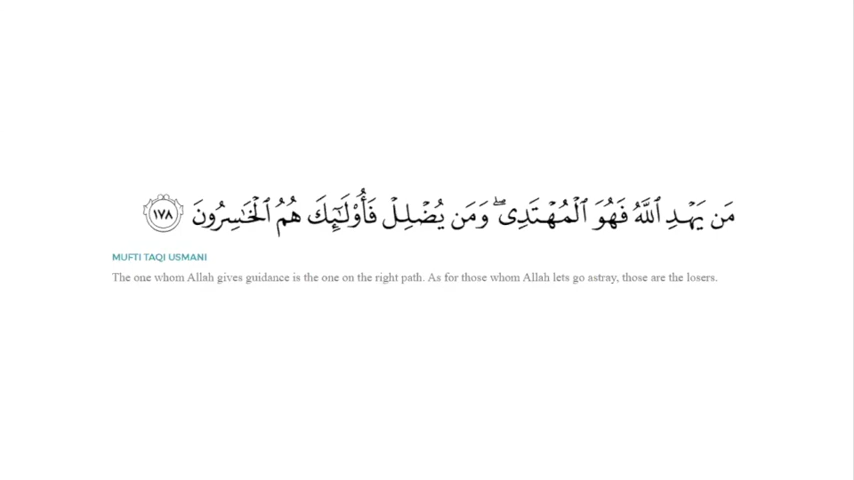 مَن يَهْدِ ٱللَّهُ فَهُوَ ٱلْمُهْتَدِى ۖ وَمَن يُضْلِلْ فَأُو۟لَـٰٓئِكَ هُمُ ٱلْخَـٰسِرُونَ ١٧٨
MUFTI TAQI USMANI
The one whom Allah gives guidance is the one on the right path. As for those whom Allah lets go astray, those are the losers.